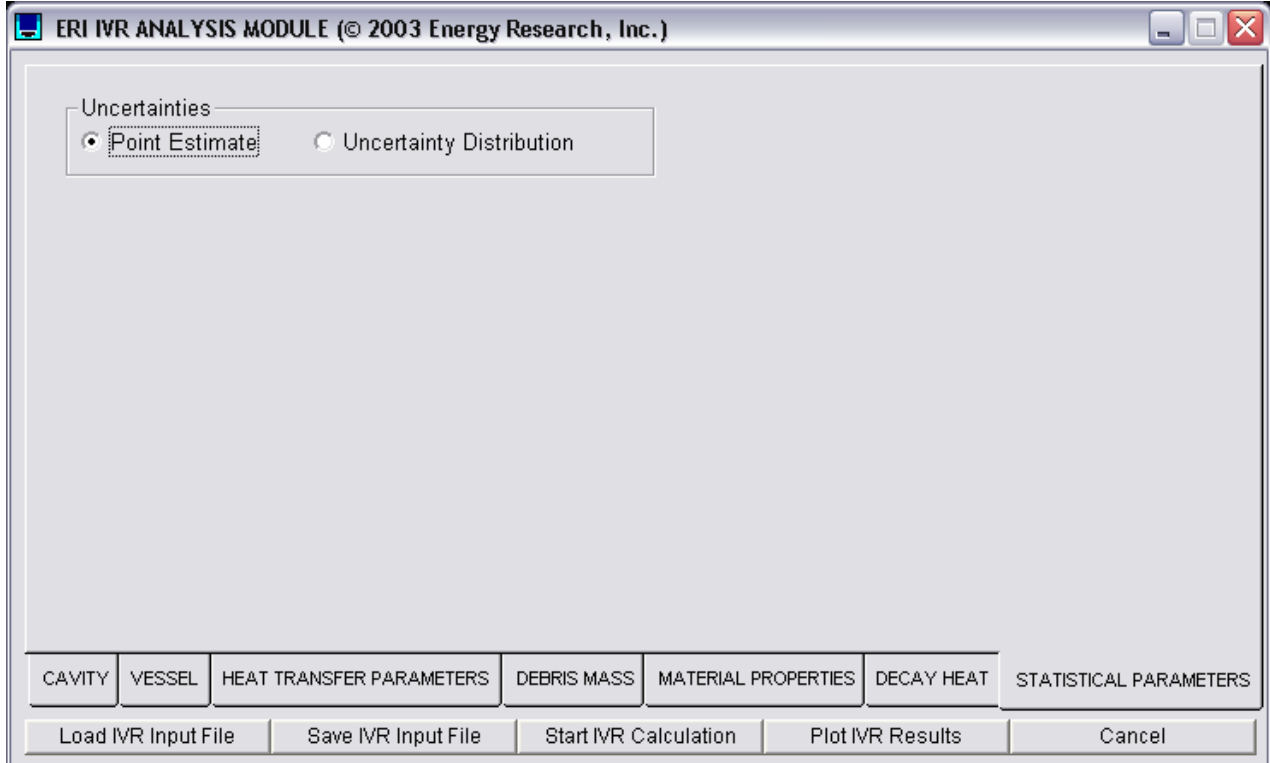 ERI IVR ANALYSIS MODULE (© 2003 Energy Research, Inc.)
Uncertainties
Point Estimate Uncertainty Distribution
CAVITY VESSEL HEAT TRANSFER PARAMETERS DEBRIS MASS MATERIAL PROPERTIES DECAY HEAT STATISTICAL PARAMETERS
Load IVR Input File Save IVR Input File Start IVR Calculation Plot IVR Results Cancel